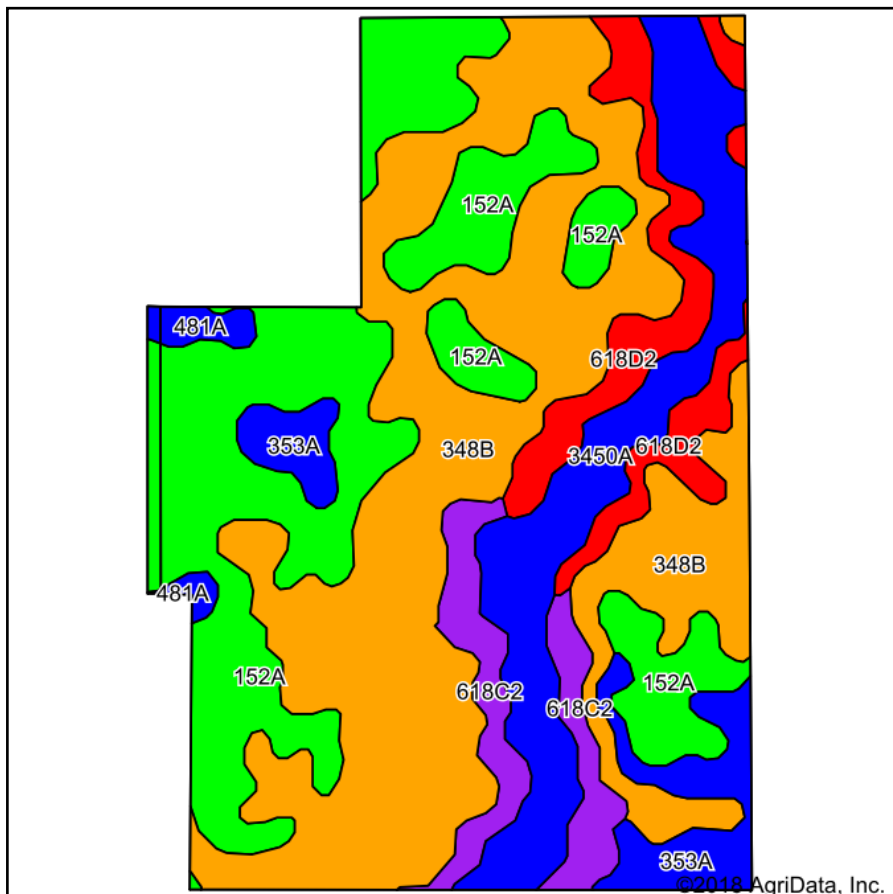 152A
152A
481A
152A
618D2
353A
348B
3450A
618D2
348B
481A
152A
152A
618C2
618C2
353A
©2018 AgriData, Inc.